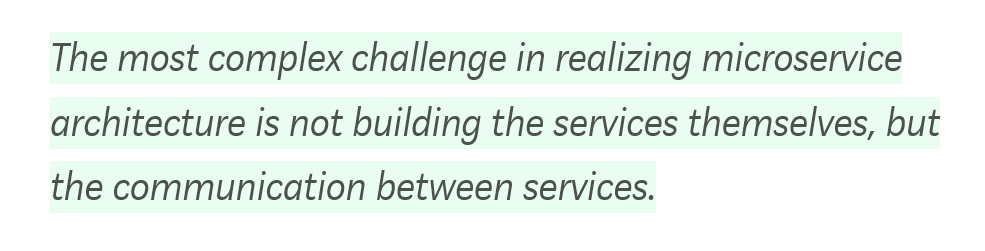 The most complex challenge in realizing microservice
architecture is not building the services themselves, but
the communication between services.